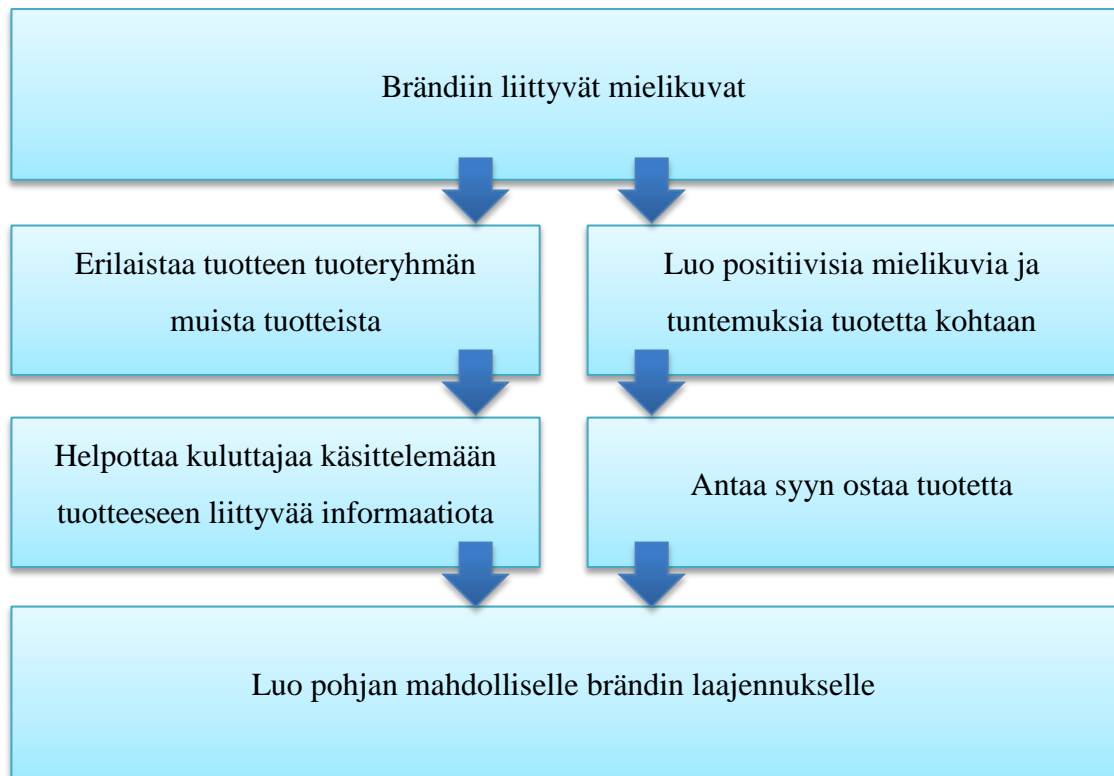 Brändiin liittyvät mielikuvat
Erilaistaa tuotteen tuoteryhmän
muista tuotteista
Luo positiivisia mielikuvia ja
tuntemuksia tuotetta kohtaan
Helpottaa kuluttajaa käsittelemään
tuotteeseen liittyvää informaatiota
Antaa syyn ostaa tuotetta
Luo pohjan mahdolliselle brändin laajennukselle